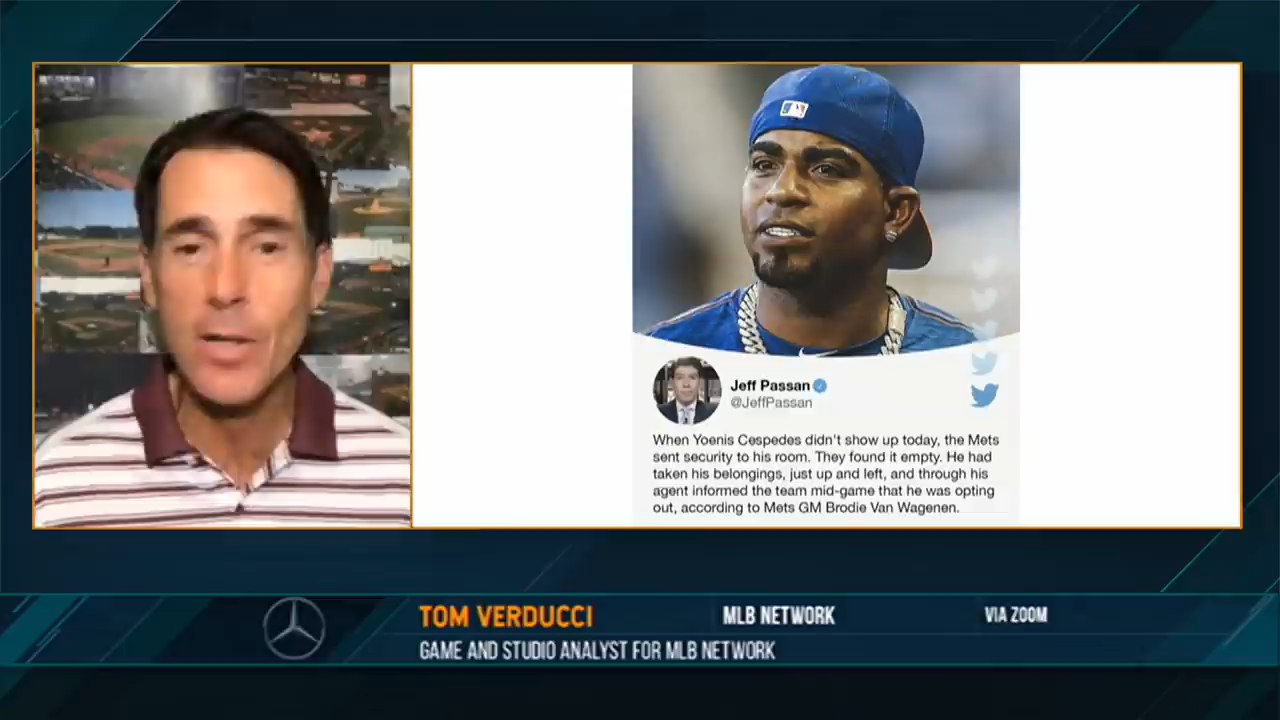 Jeff Passan
@JeffPassan
When Yoenis Cespedes didn't show up today, the Mets
sent security to his room. They found it empty. He had
taken his belongings, just up and left, and through his
agent informed the team mid-game that he was opting
out, according to Mets GM Brodie Van Wagenen.
TOM VERDUCCI MLB NETWORK VIA ZOOM
GAME AND STUDIO ANALYST FOR MLB NETWORK